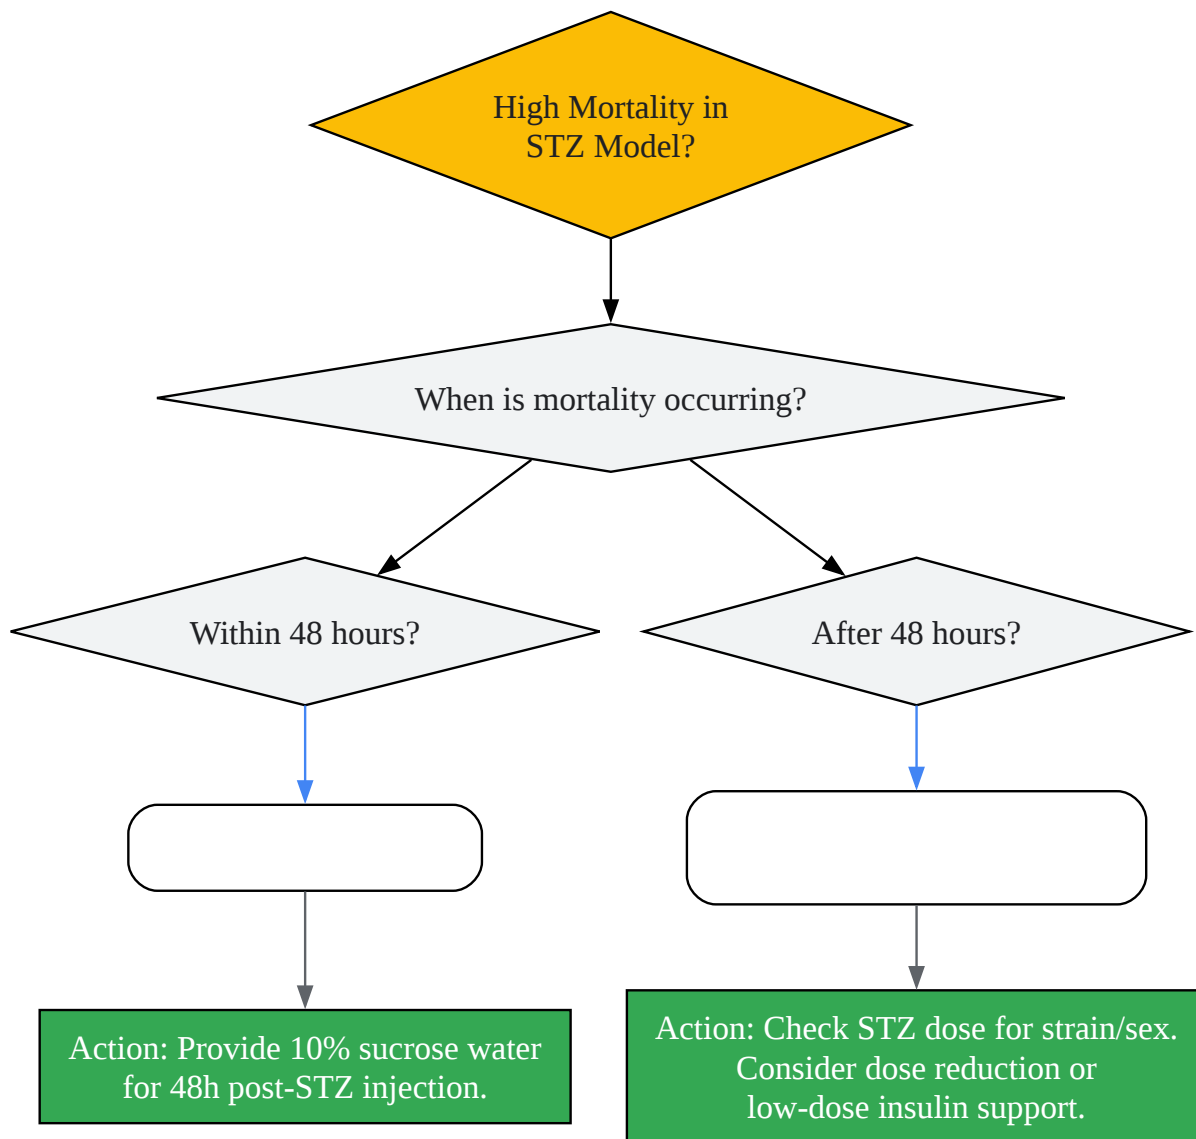 High Mortality in
STZ Model?
When is mortality occurring?
Within 48 hours?
After 48 hours?
Action: Provide 10% sucrose water
for 48h post-STZ injection.
Action: Check STZ dose for strain/sex.
Consider dose reduction or
low-dose insulin support.